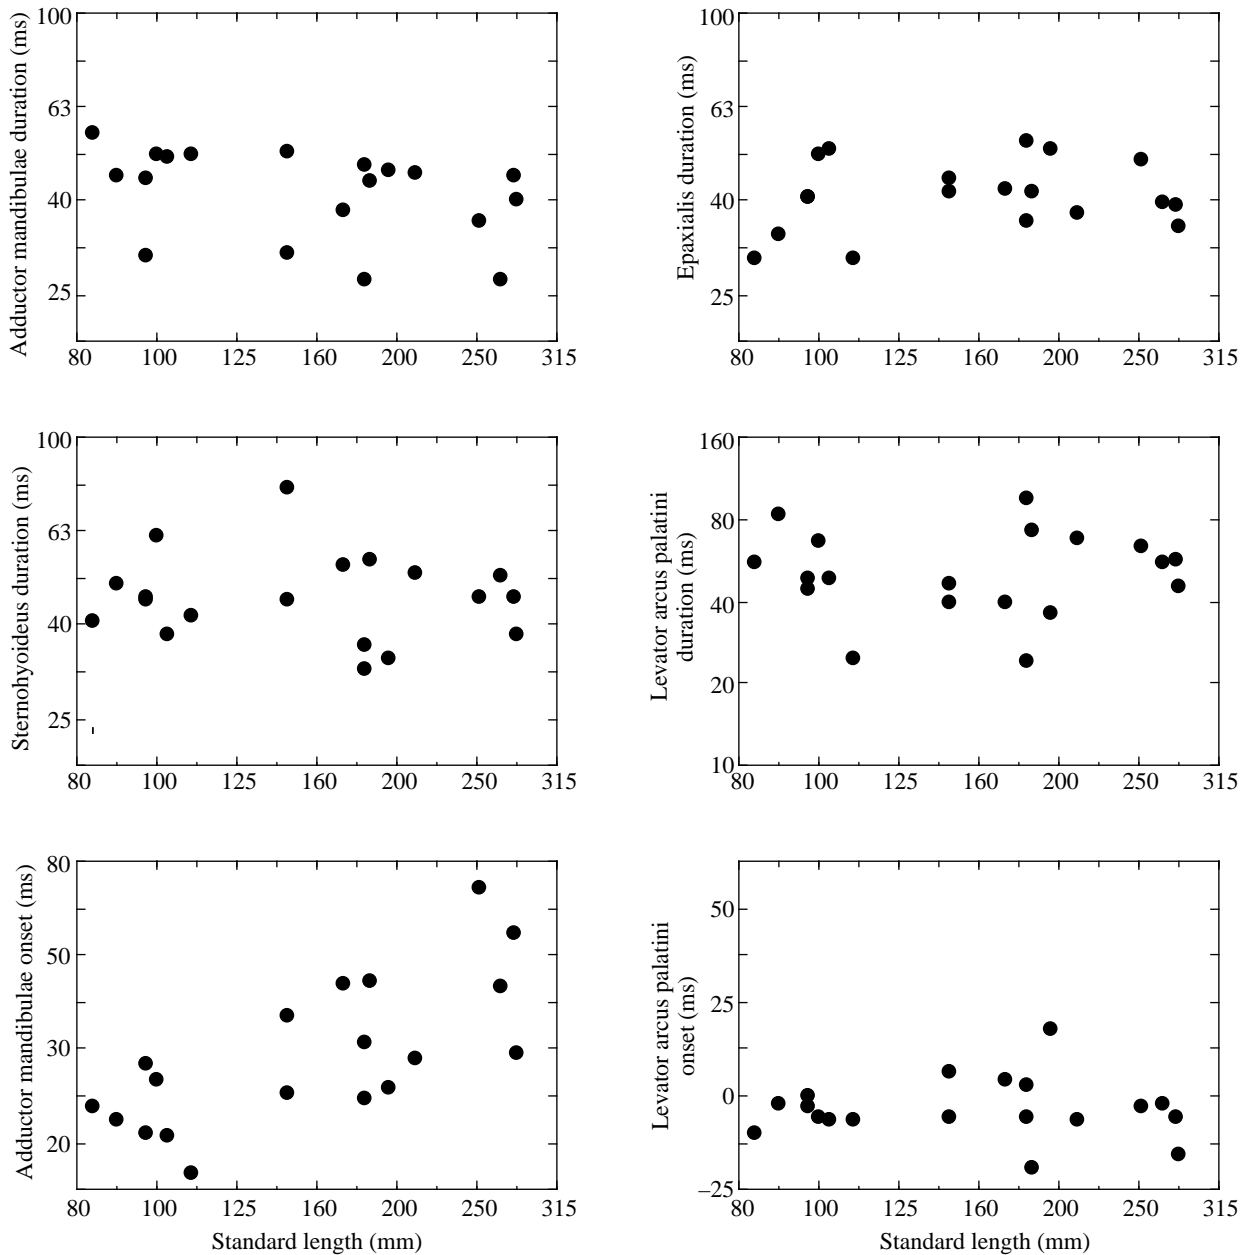 Adductor mandibulae duration (ms)
100
63
40
25
80 100 125 160 200 250 315
Epaxialis duration (ms)
100
63
40
25
80 100 125 160 200 250 315
Sternohyoideus duration (ms)
100
63
40
25
80 100 125 160 200 250 315
Levator arcus palatini
duration (ms)
160
80
40
20
10
80 100 125 160 200 250 315
Adductor mandibulae onset (ms)
80
50
30
20
80 100 125 160 200 250 315
Standard length (mm)
Levator arcus palatini
onset (ms)
50
25
0
–25
80 100 125 160 200 250 315
Standard length (mm)